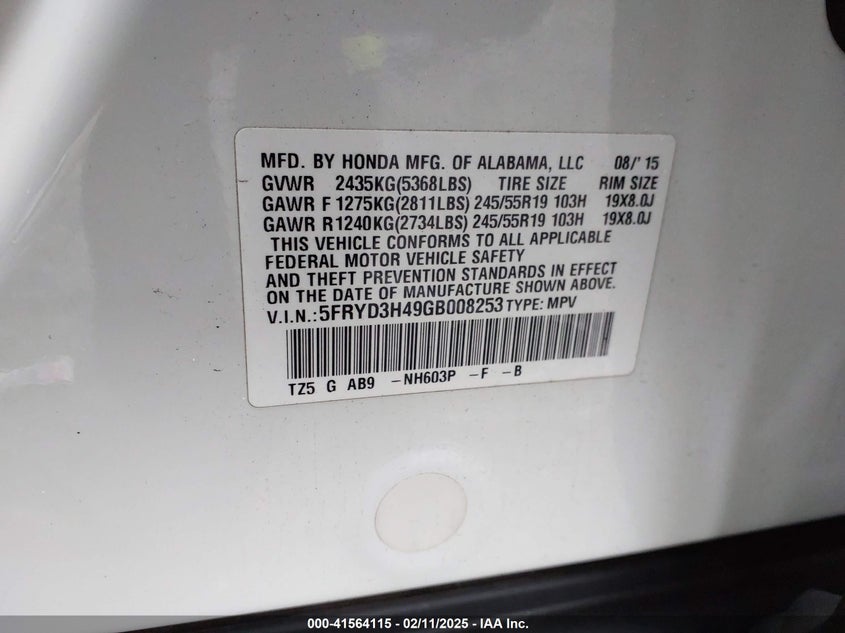 MFD. BY HONDA MFG. OF ALABAMA, LLC 08/'15
GVWR 2435KG(5368LBS) TIRE SIZE RIM SIZE
GAWR F 1275KG(2811LBS) 245/55R19 103H 19X8.0J
GAWR R1240KG(2734LBS) 245/55R19 103H 19X8.0J
THIS VEHICLE CONFORMS TO ALL APPLICABLE
FEDERAL MOTOR VEHICLE SAFETY
AND THEFT PREVENTION STANDARDS IN EFFECT
ON THE DATE OF MANUFACTURE SHOWN ABOVE.
V.I.N.:5FRYD3H49GB008253 TYPE: MPV
TZ5 G AB9 -NH603P -F -B
000-41564115 - 02/11/2025 - IAA Inc.